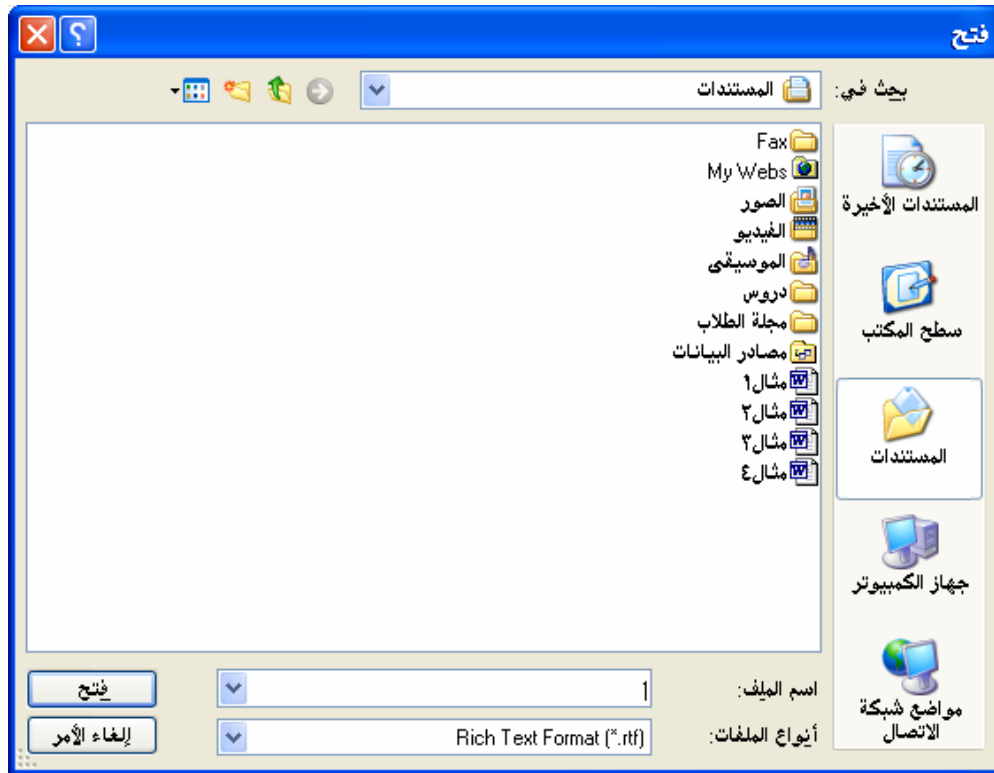 فتح
بحث في: المستندات
Fax
My Webs
الصور
الفيديو
الموسيقى
دروس
مجلة الطلاب
مصادر البيانات
مثال١
مثال٢
مثال٣
مثال٤
المستندات الأخيرة
سطح المكتب
المستندات
جهاز الكمبيوتر
مواضع شبكة
الاتصال
اسم الملف: 1
فتح
أنواع الملفات: Rich Text Format (*.rtf)
إلغاء الأمر